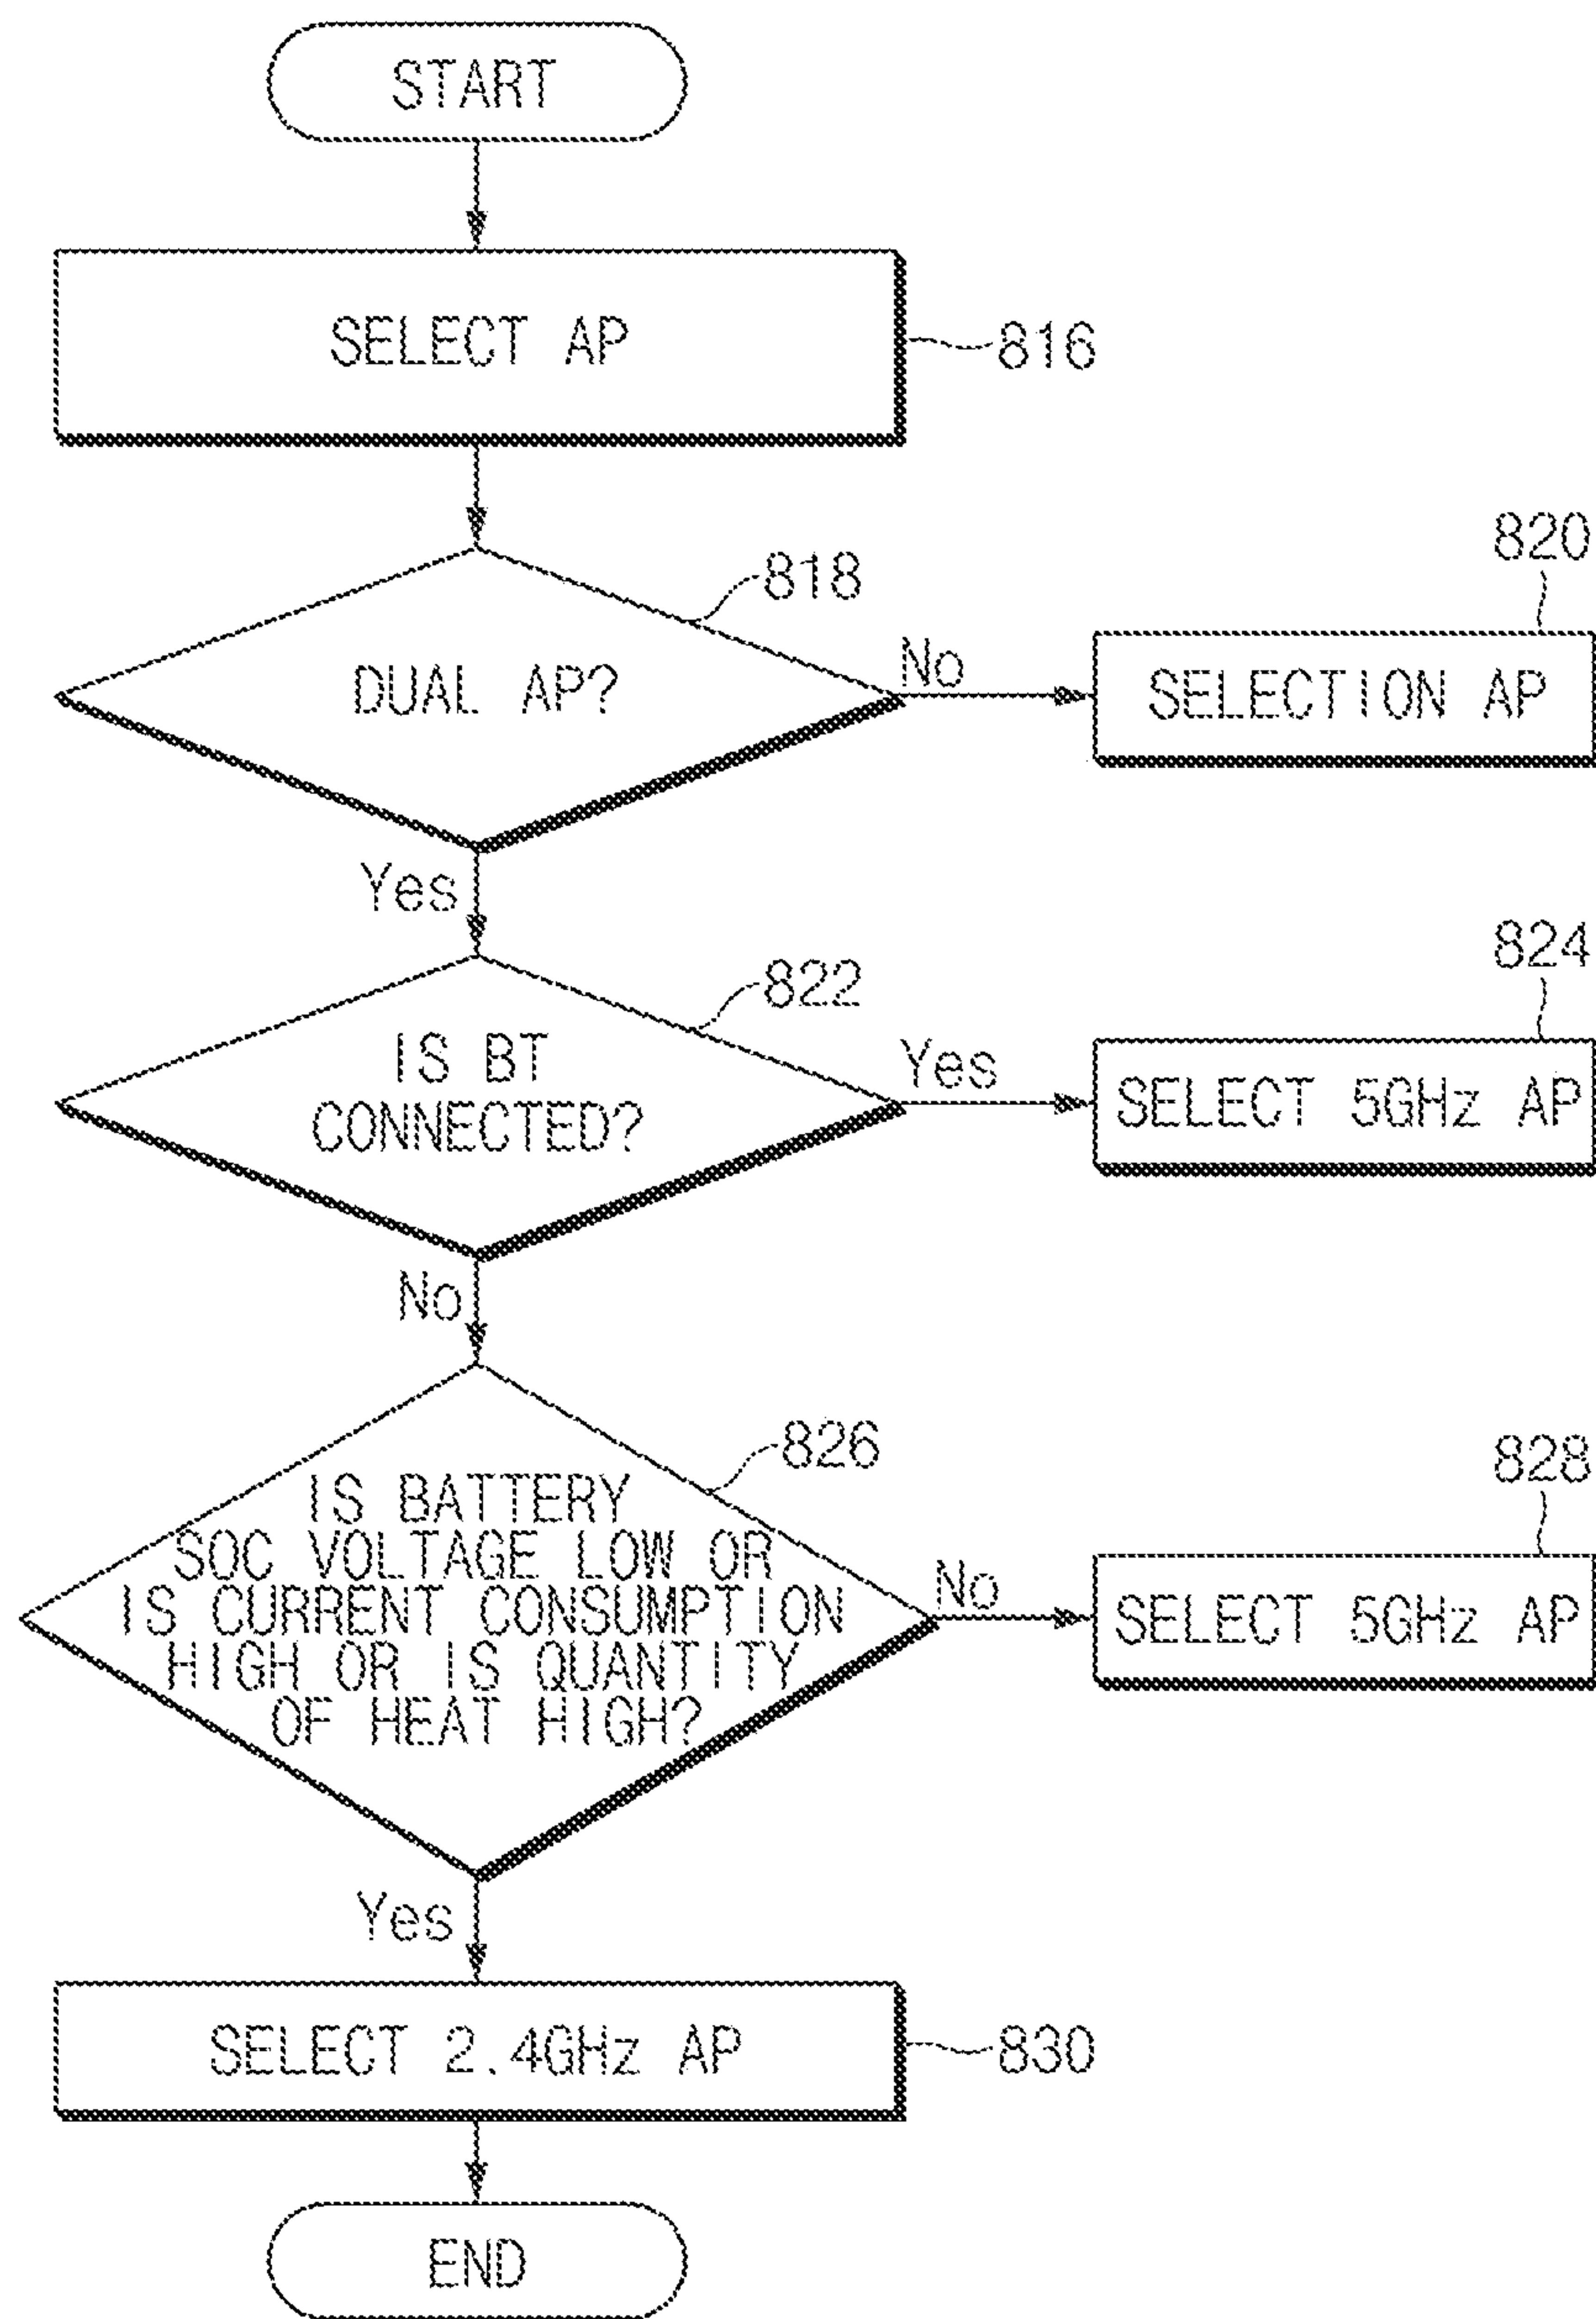 START
SELECT AP
816
DUAL AP?
818
No
820
SELECTION AP
Yes
IS BT
CONNECTED?
822
Yes
824
SELECT 5GHz AP
No
IS BATTERY
SOC VOLTAGE LOW OR
IS CURRENT CONSUMPTION
HIGH OR IS QUANTITY
OF HEAT HIGH?
826
No
828
SELECT 5GHz AP
Yes
SELECT 2.4GHz AP
830
END